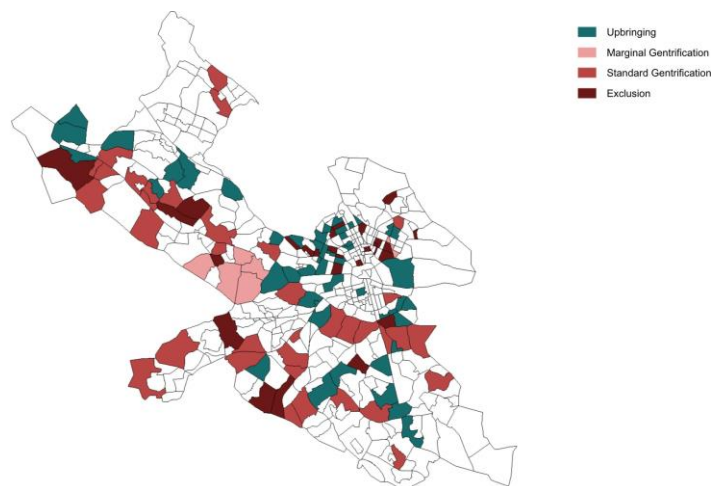 Upbringing
Marginal Gentrification
Standard Gentrification
Exclusion